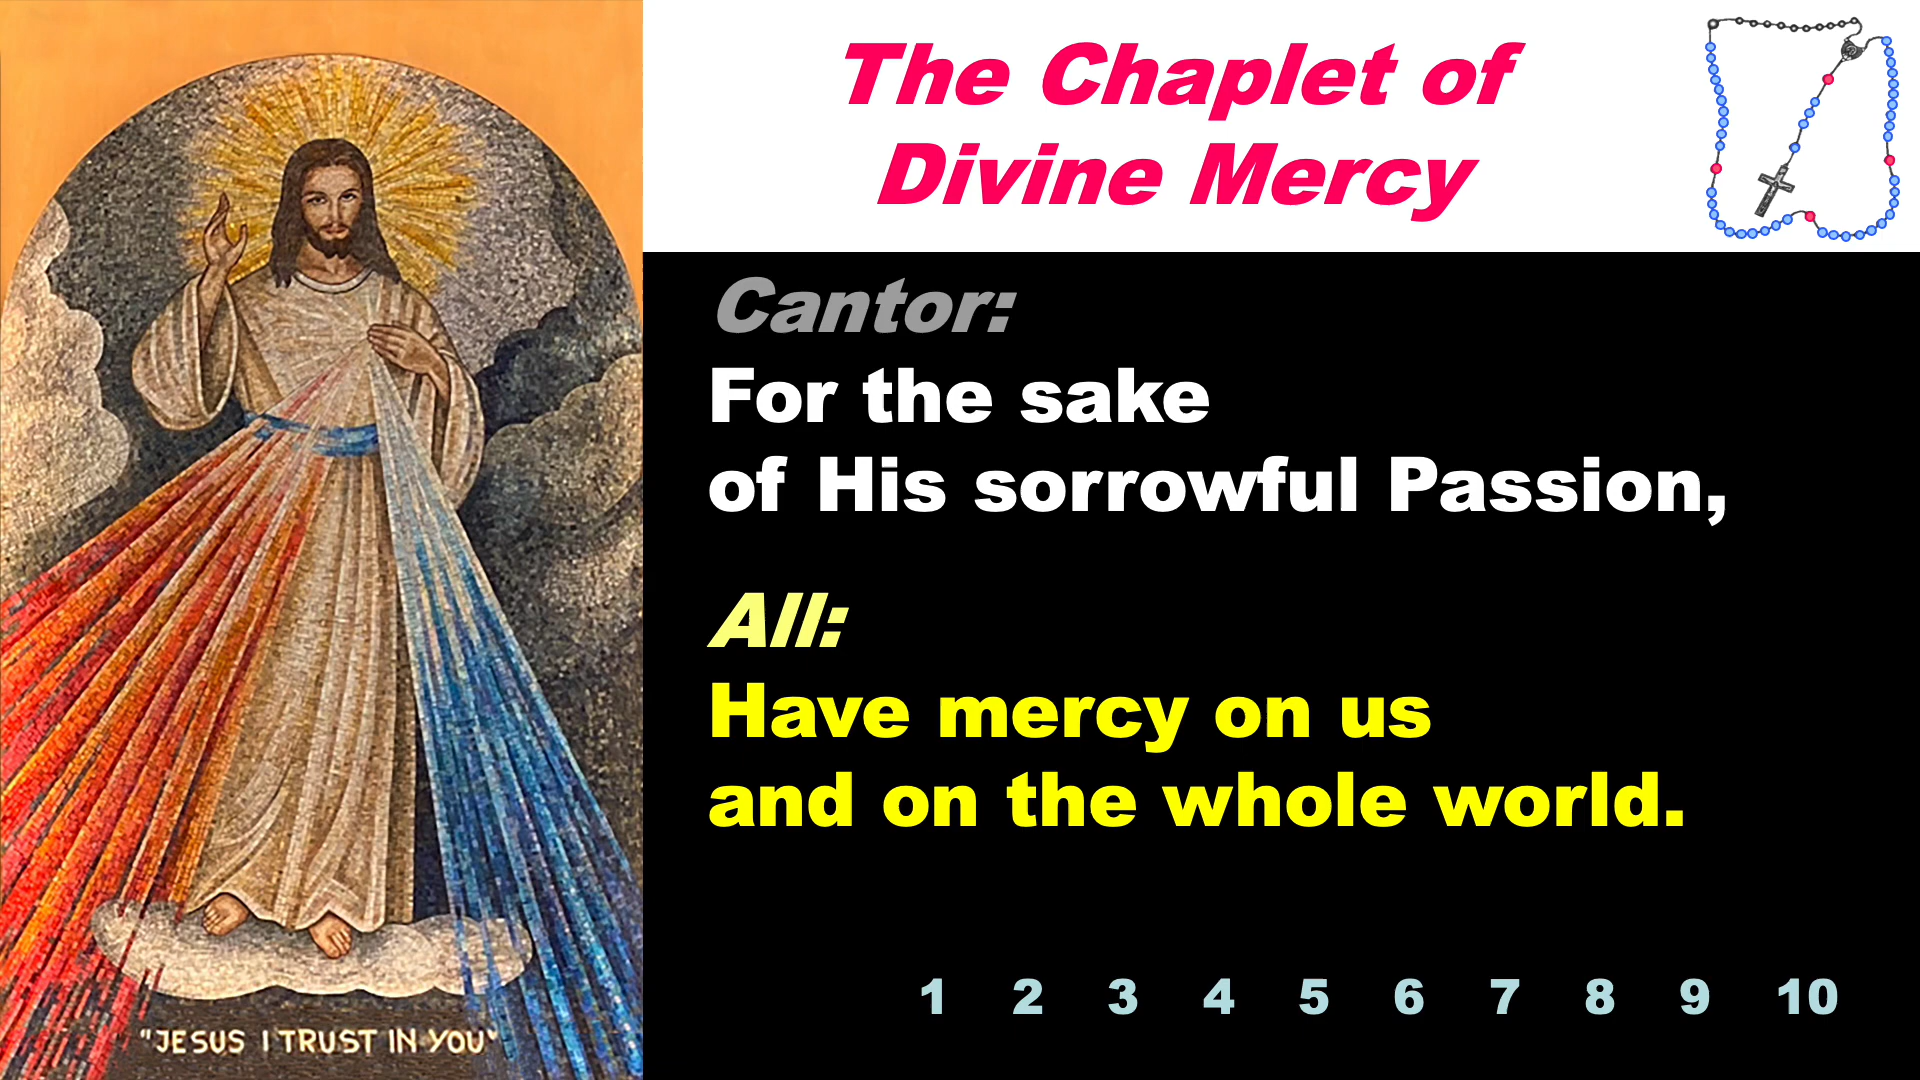 The Chaplet of
Divine Mercy
Cantor:
For the sake
of His sorrowful Passion,
All:
Have mercy on us
and on the whole world.
1 2 3 4 5 6 7 8 9 10
"JESUS I TRUST IN YOU"